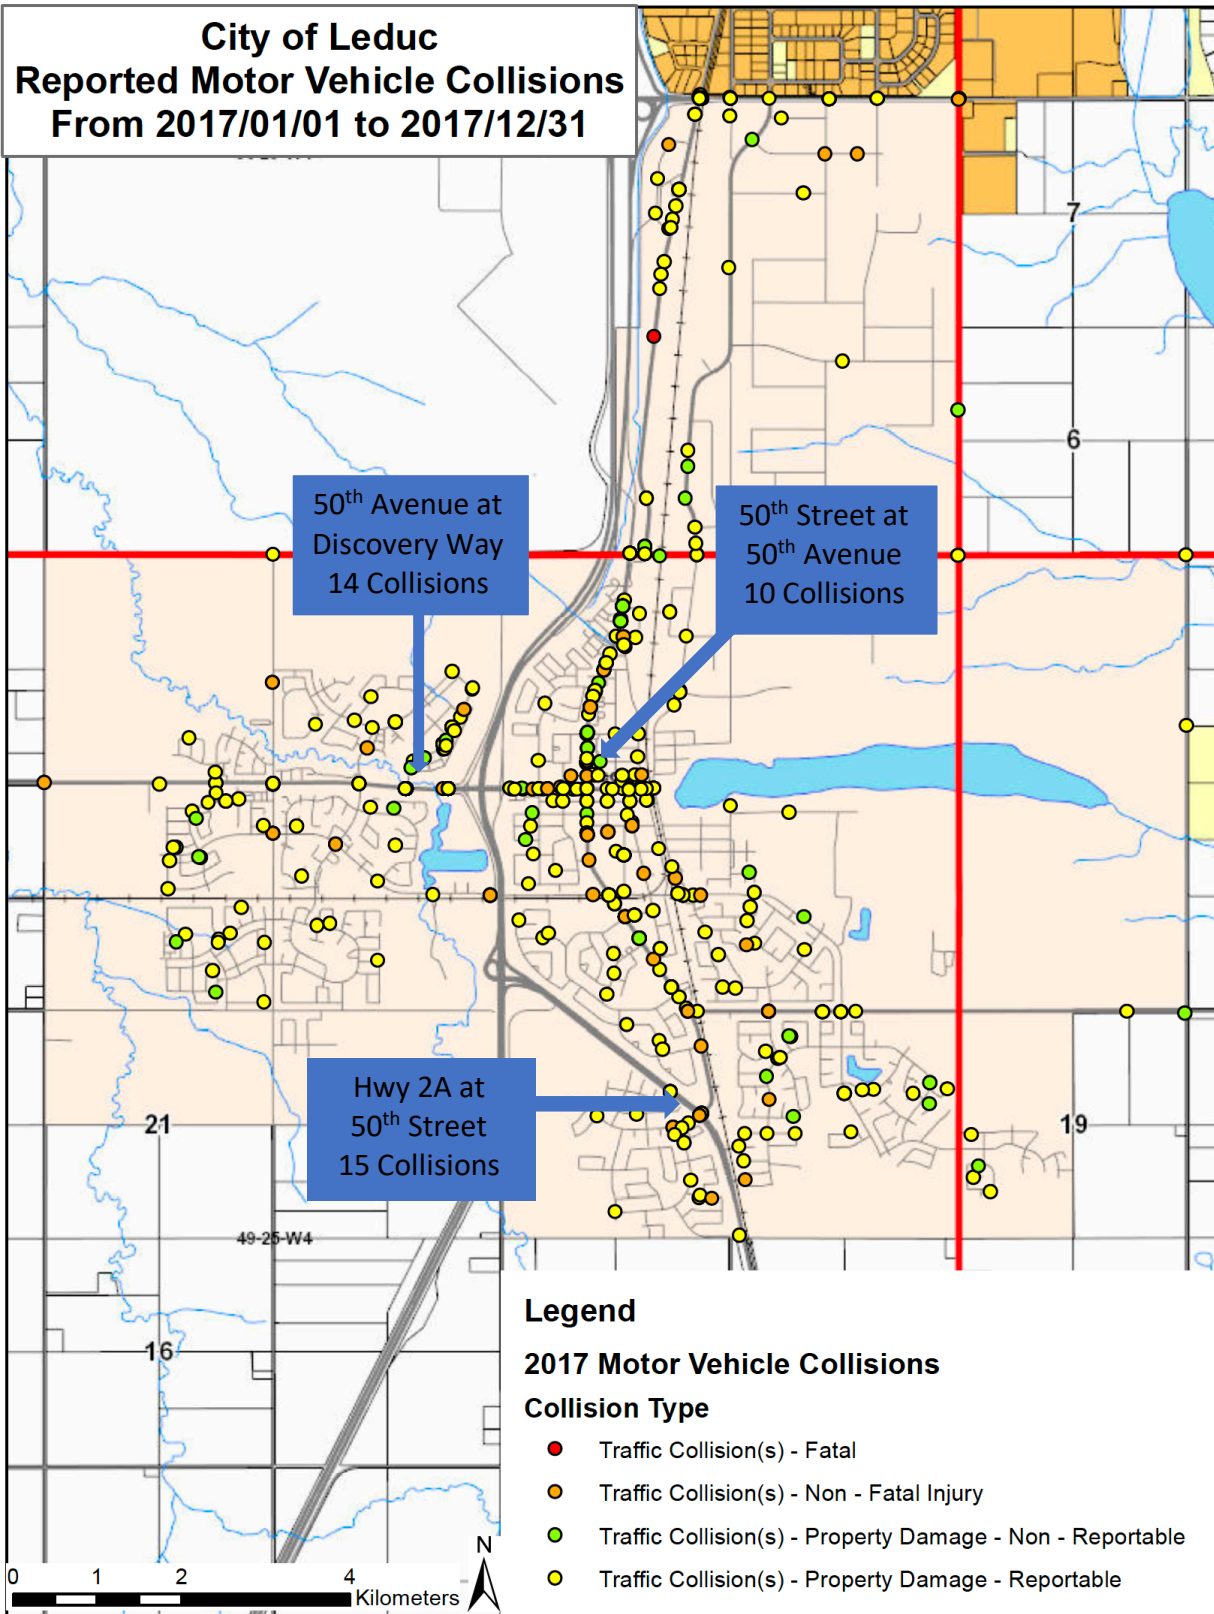 City of Leduc
Reported Motor Vehicle Collisions
From 2017/01/01 to 2017/12/31
7
6
50th Avenue at
Discovery Way
14 Collisions
50th Street at
50th Avenue
10 Collisions
Hwy 2A at
50th Street
15 Collisions
21
19
49-25-W4
16
Legend
2017 Motor Vehicle Collisions
Collision Type
Traffic Collision(s) - Fatal
Traffic Collision(s) - Non - Fatal Injury
Traffic Collision(s) - Property Damage - Non - Reportable
Traffic Collision(s) - Property Damage - Reportable
N
0 1 2 4
Kilometers